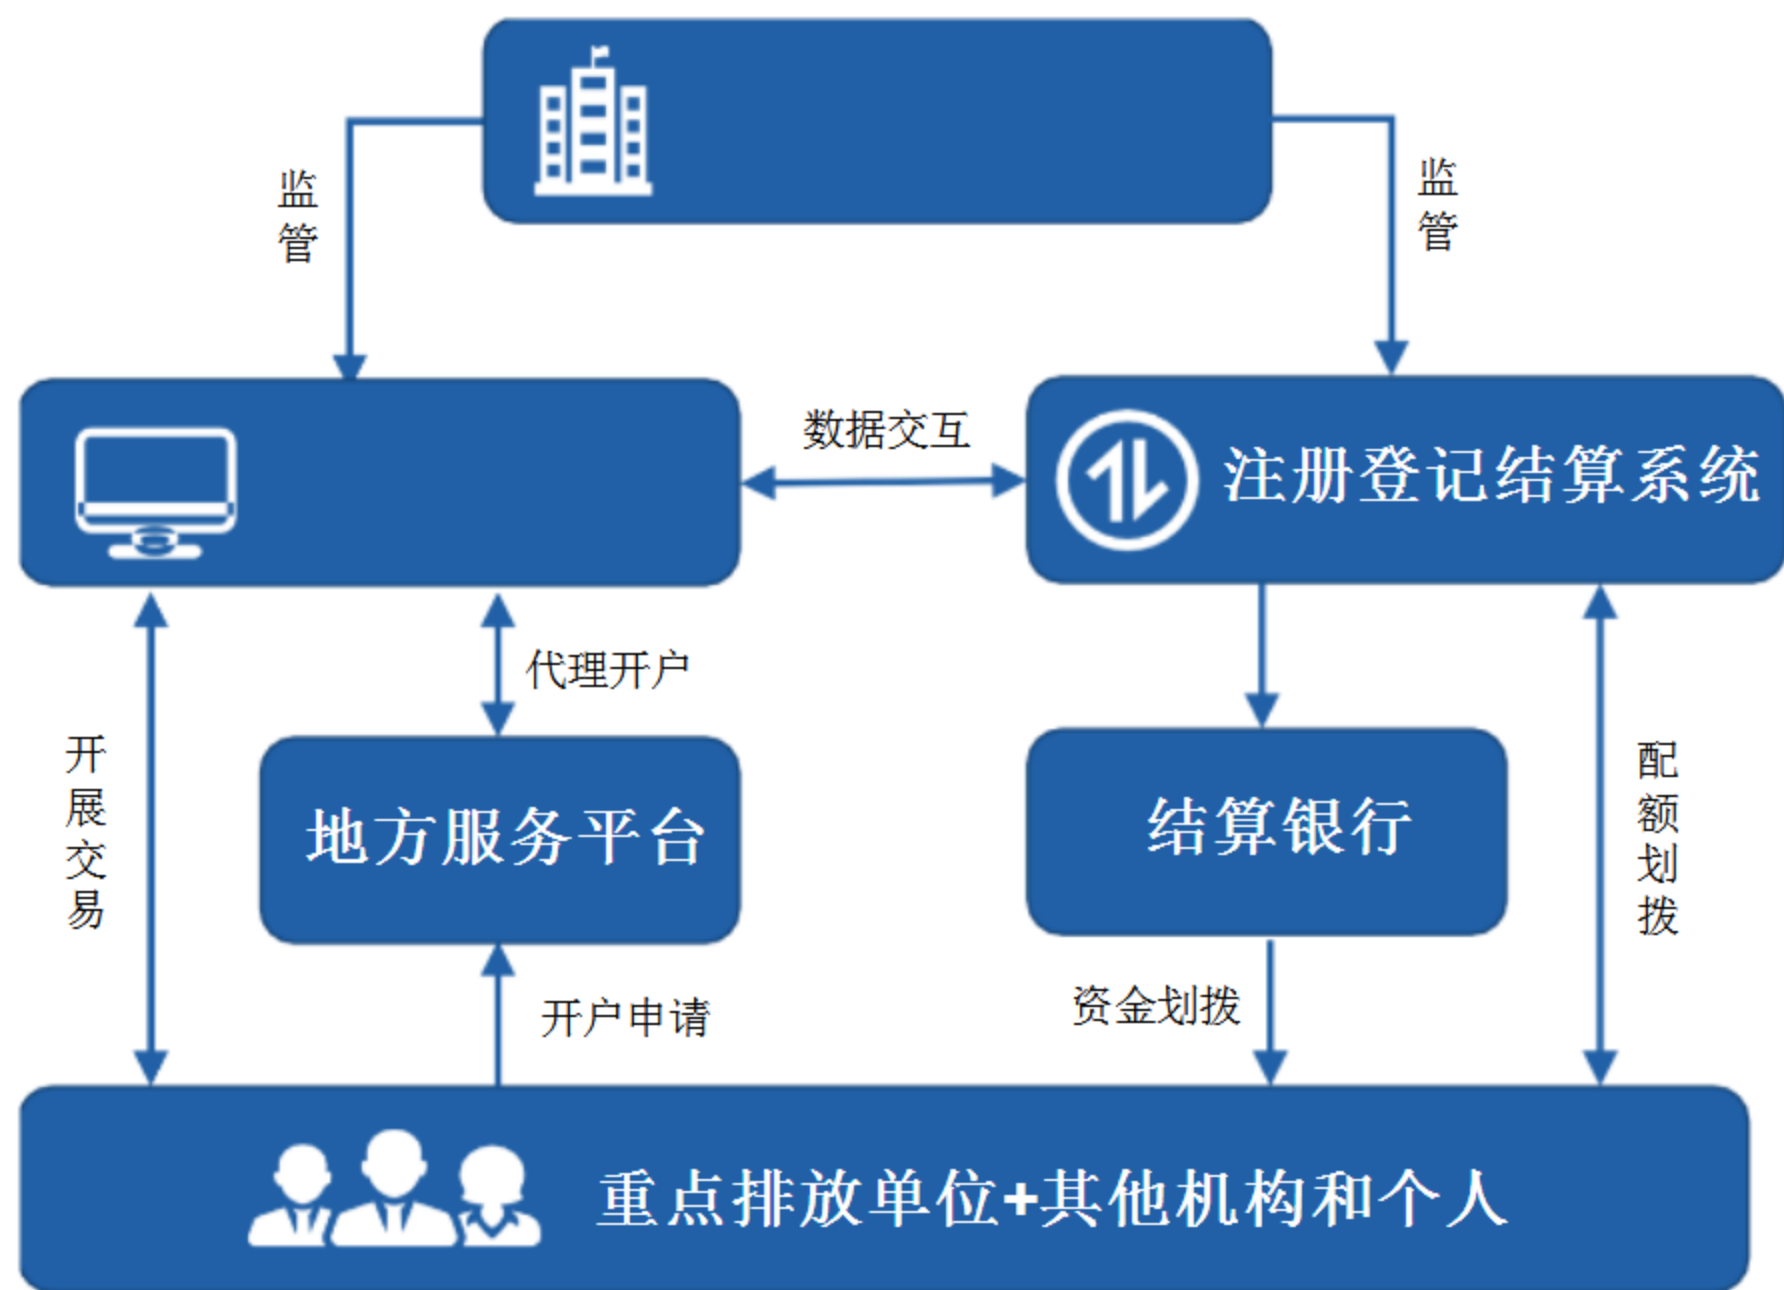 监管
监管
数据交互
注册登记结算系统
代理开户
开展交易
地方服务平台
结算银行
配额划拨
开户申请
资金划拨
重点排放单位+其他机构和个人